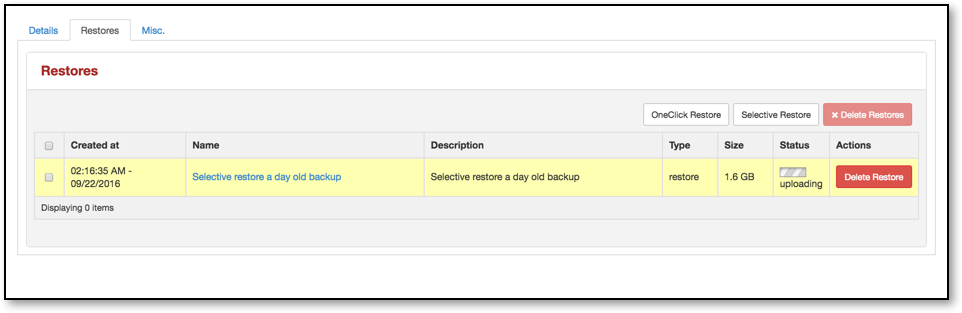 Details Restores Misc.
Restores
OneClick Restore Selective Restore × Delete Restores
Created at Name Description Type Size Status Actions
02:16:35 AM -
09/22/2016
Selective restore a day old backup Selective restore a day old backup restore 1.6 GB
uploading
Delete Restore
Displaying 0 items